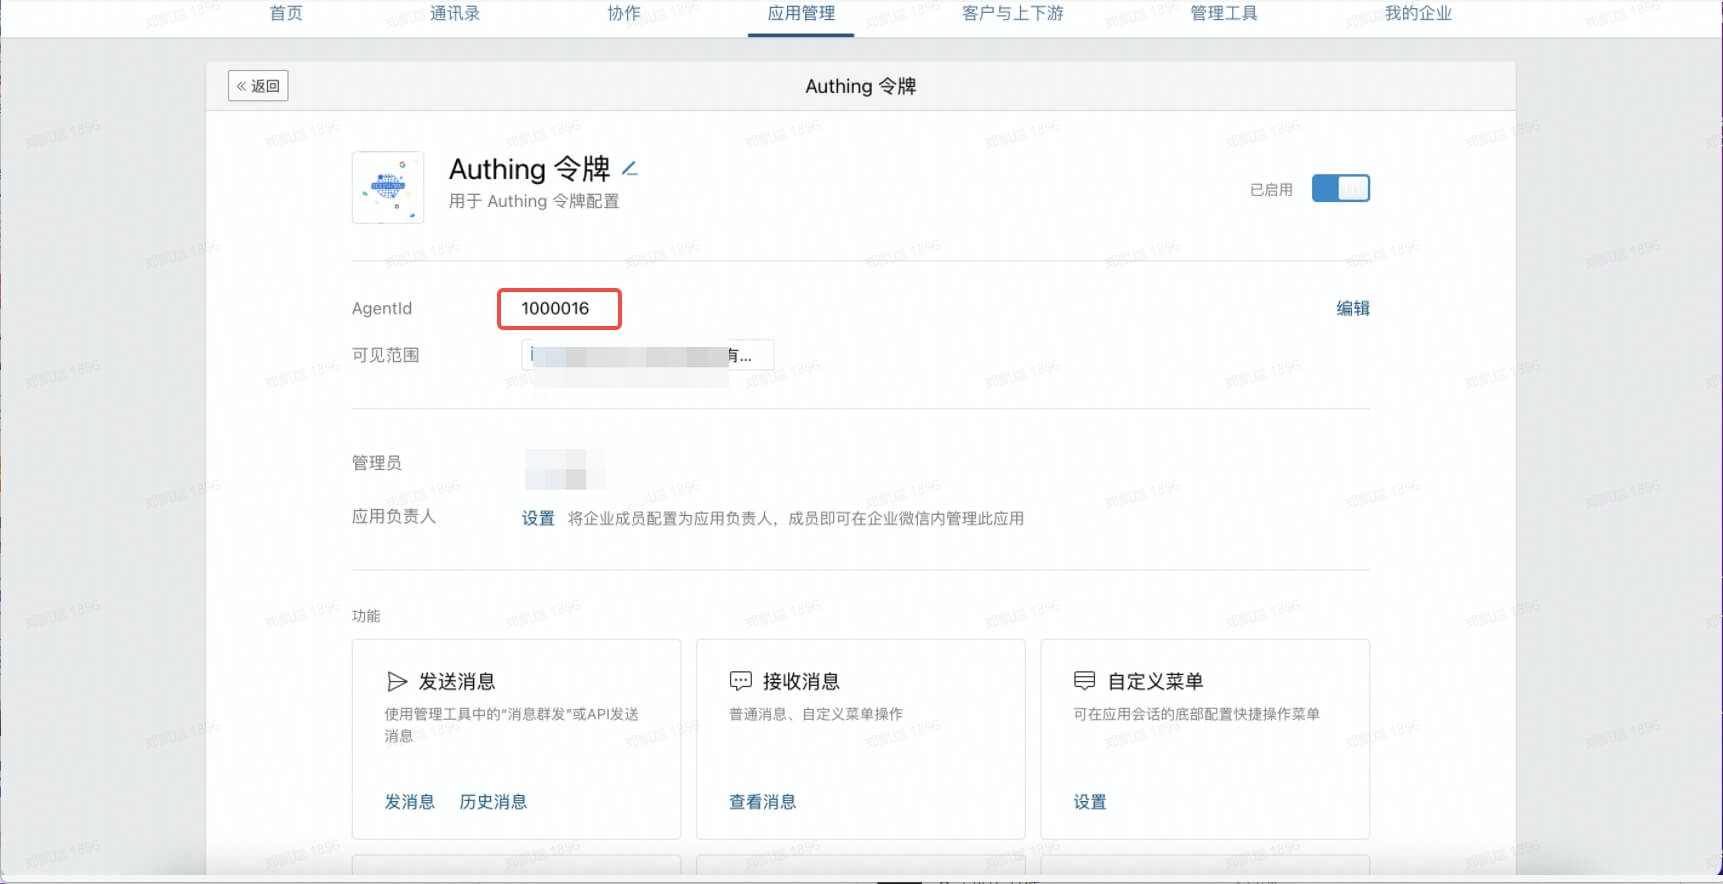 首页 通讯录 协作 应用管理 客户与上下游 管理工具 我的企业
« 返回
Authing 令牌
Authing 令牌
用于 Authing 令牌配置
已启用
AgentId 1000016 编辑
可见范围 有...
管理员
应用负责人 设置 将企业成员配置为应用负责人，成员即可在企业微信内管理此应用
功能
发送消息
使用管理工具中的“消息群发”或API发送
消息
发消息 历史消息
接收消息
普通消息、自定义菜单操作
查看消息
自定义菜单
可在应用会话的底部配置快捷操作菜单
设置